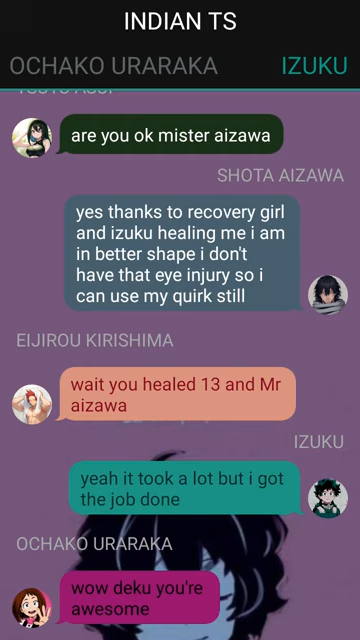 INDIAN TS
OCHAKO URARAKA IZUKU
are you ok mister aizawa
SHOTA AIZAWA
yes thanks to recovery girl
and izuku healing me i am
in better shape i don't
have that eye injury so i
can use my quirk still
EIJIROU KIRISHIMA
wait you healed 13 and Mr
aizawa
IZUKU
yeah it took a lot but i got
the job done
OCHAKO URARAKA
wow deku you're
awesome